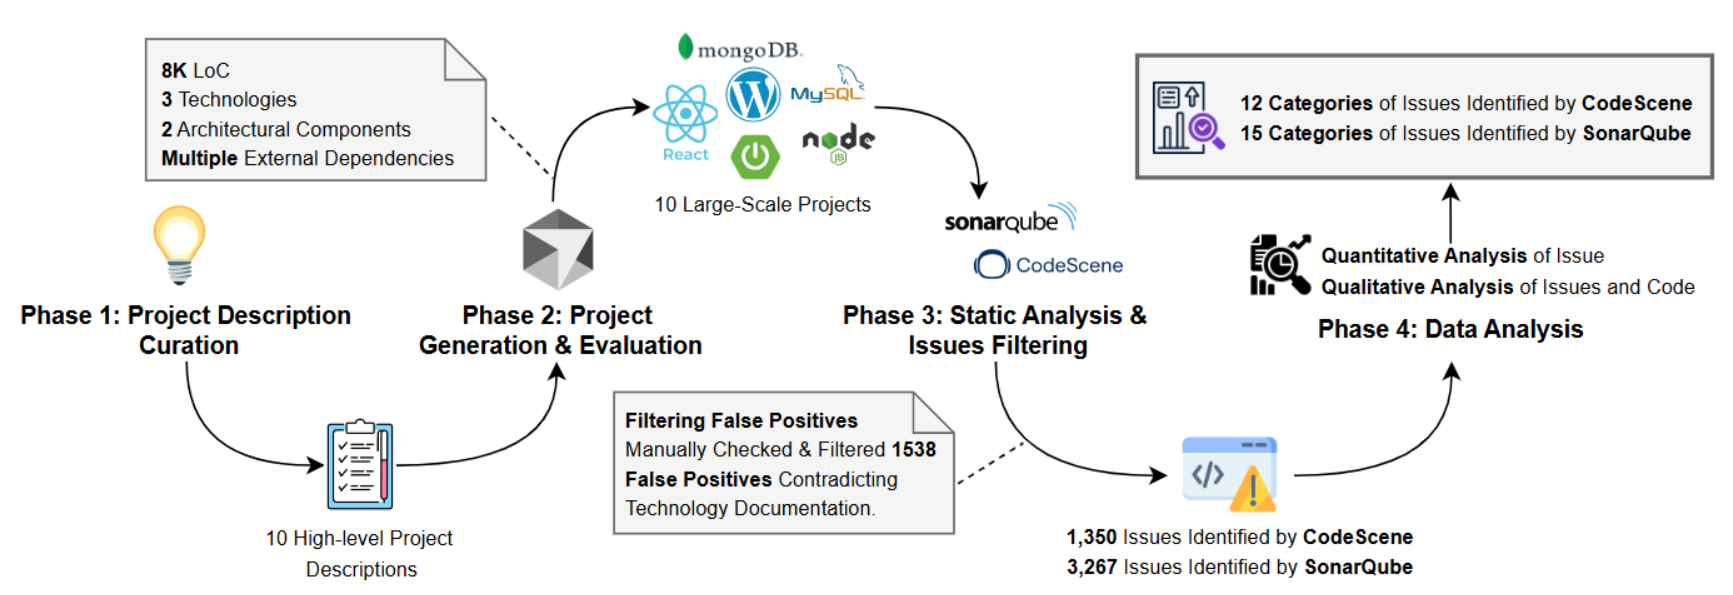 8K LoC
3 Technologies
2 Architectural Components
Multiple External Dependencies
Phase 1: Project Description
Curation
10 High-level Project
Descriptions
Phase 2: Project
Generation & Evaluation
mongoDB.
MySQL
React
node
JS
10 Large-Scale Projects
sonarqube
CodeScene
Phase 3: Static Analysis &
Issues Filtering
Filtering False Positives
Manually Checked & Filtered 1538
False Positives Contradicting
Technology Documentation.
1,350 Issues Identified by CodeScene
3,267 Issues Identified by SonarQube
Phase 4: Data Analysis
Quantitative Analysis of Issue
Qualitative Analysis of Issues and Code
12 Categories of Issues Identified by CodeScene
15 Categories of Issues Identified by SonarQube